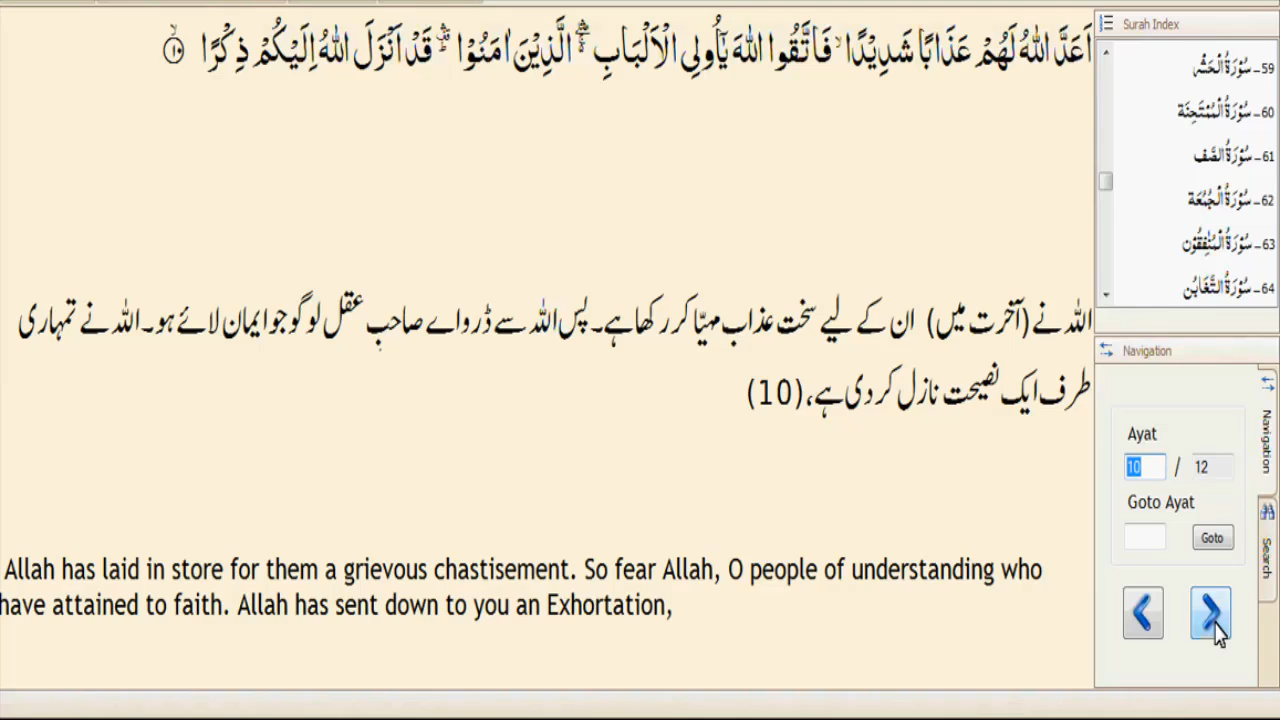 اَعَدَّ اللّٰهُ لَهُمْ عَذَابًا شَدِيْدًا ۙ فَاتَّقُوا اللّٰهَ يٰۤاُولِى الْاَلْبَابِ ۛۖۚ الَّذِيْنَ اٰمَنُوْا ۛ ؕ قَدْ اَنْزَلَ اللّٰهُ اِلَيْكُمْ ذِكْرًا ۙ ۱۰
اللہ نے (آخرت میں) ان کے لیے سخت عذاب مہیّا کر رکھا ہے۔ پس اللہ سے ڈرو اے صاحبِ عقل لوگو جو ایمان لائے ہو۔ اللہ نے تمہاری
طرف ایک نصیحت نازل کر دی ہے، (10)
Allah has laid in store for them a grievous chastisement. So fear Allah, O people of understanding who
have attained to faith. Allah has sent down to you an Exhortation,
Surah Index
59- سُوْرَةُ الْحَشْر
60- سُوْرَةُ الْمُمْتَحِنَة
61- سُوْرَةُ الصَّف
62- سُوْرَةُ الْجُمُعَة
63- سُوْرَةُ الْمُنٰفِقُوْن
64- سُوْرَةُ التَّغَابُن
Navigation
Ayat
10 / 12
Goto Ayat
Goto
Navigation
Search